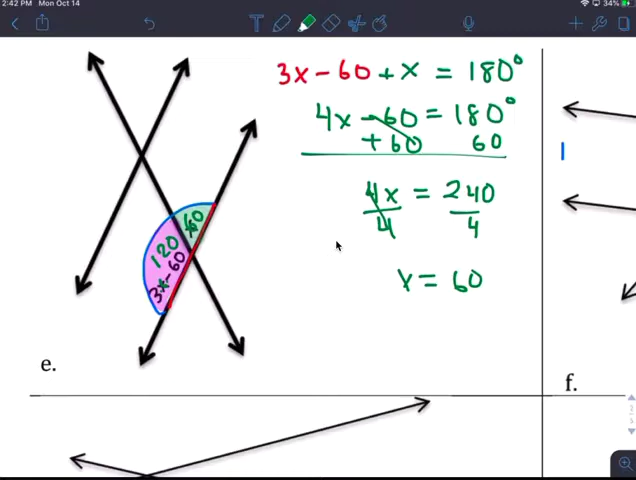 2:42 PM Mon Oct 14
34%
T
3x - 60 + x = 180°
4x - 60 = 180°
+ 60 60
4x = 240
4 4
x = 60
60
120
3x - 60
e.
f.